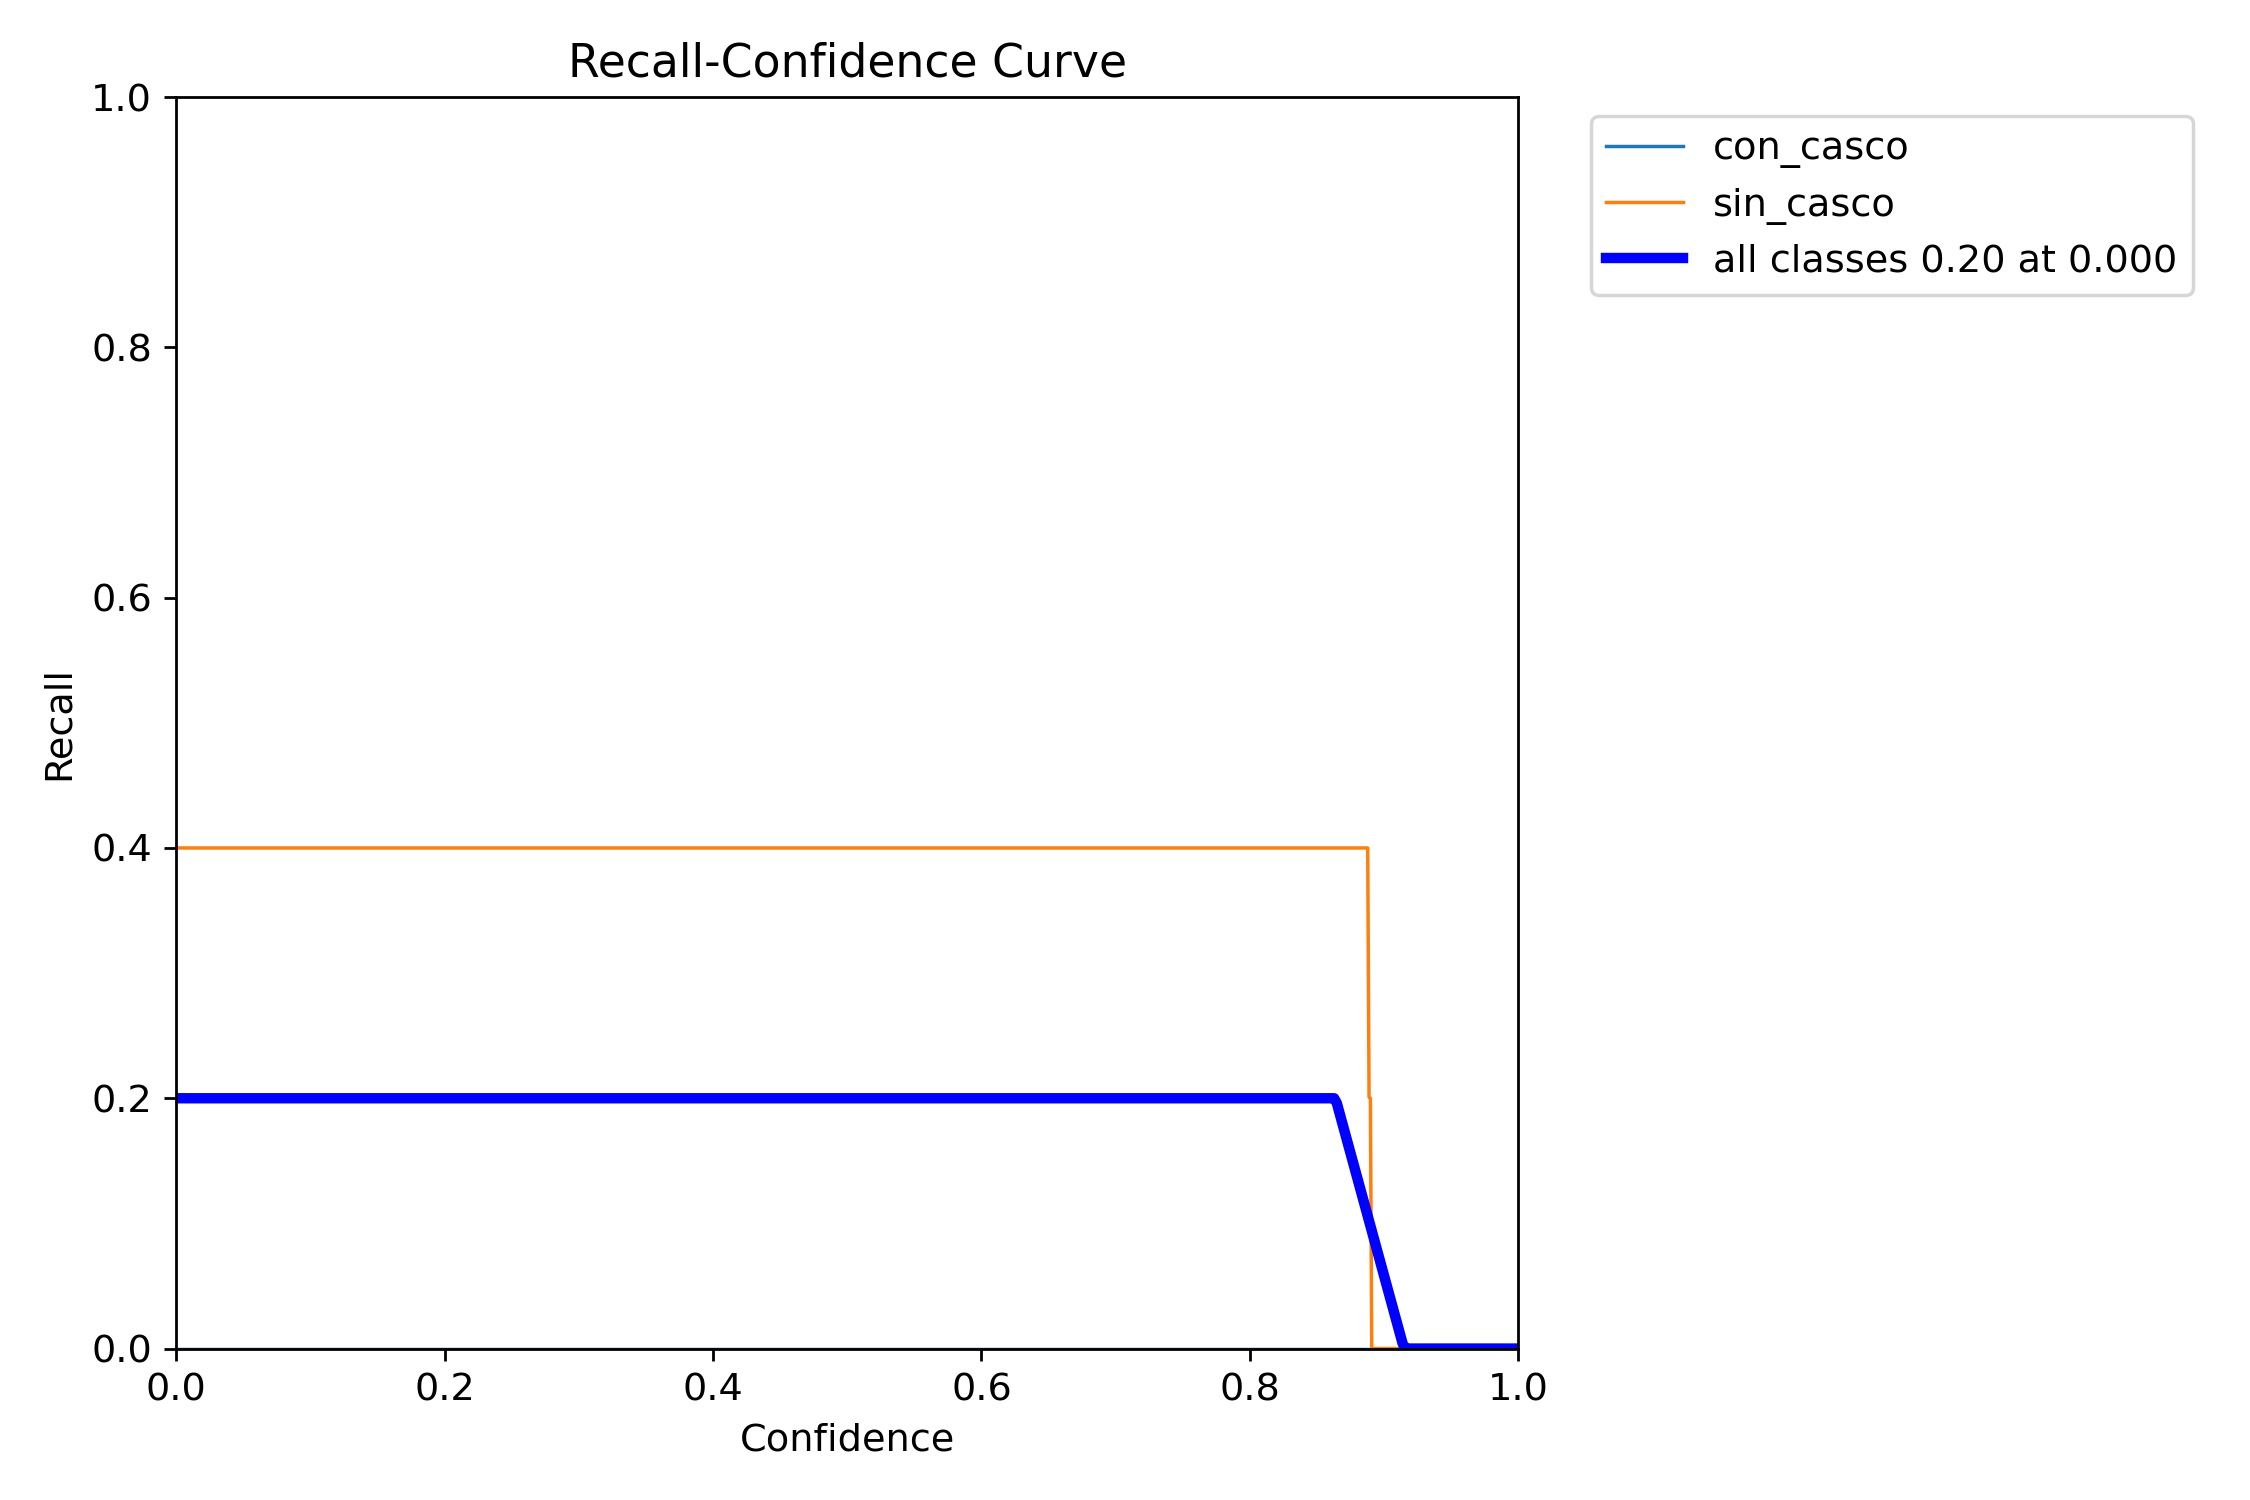 Recall-Confidence Curve
1.0
0.8
0.6
0.4
0.2
0.0
Recall
0.0 0.2 0.4 0.6 0.8 1.0
Confidence
con_casco
sin_casco
all classes 0.20 at 0.000